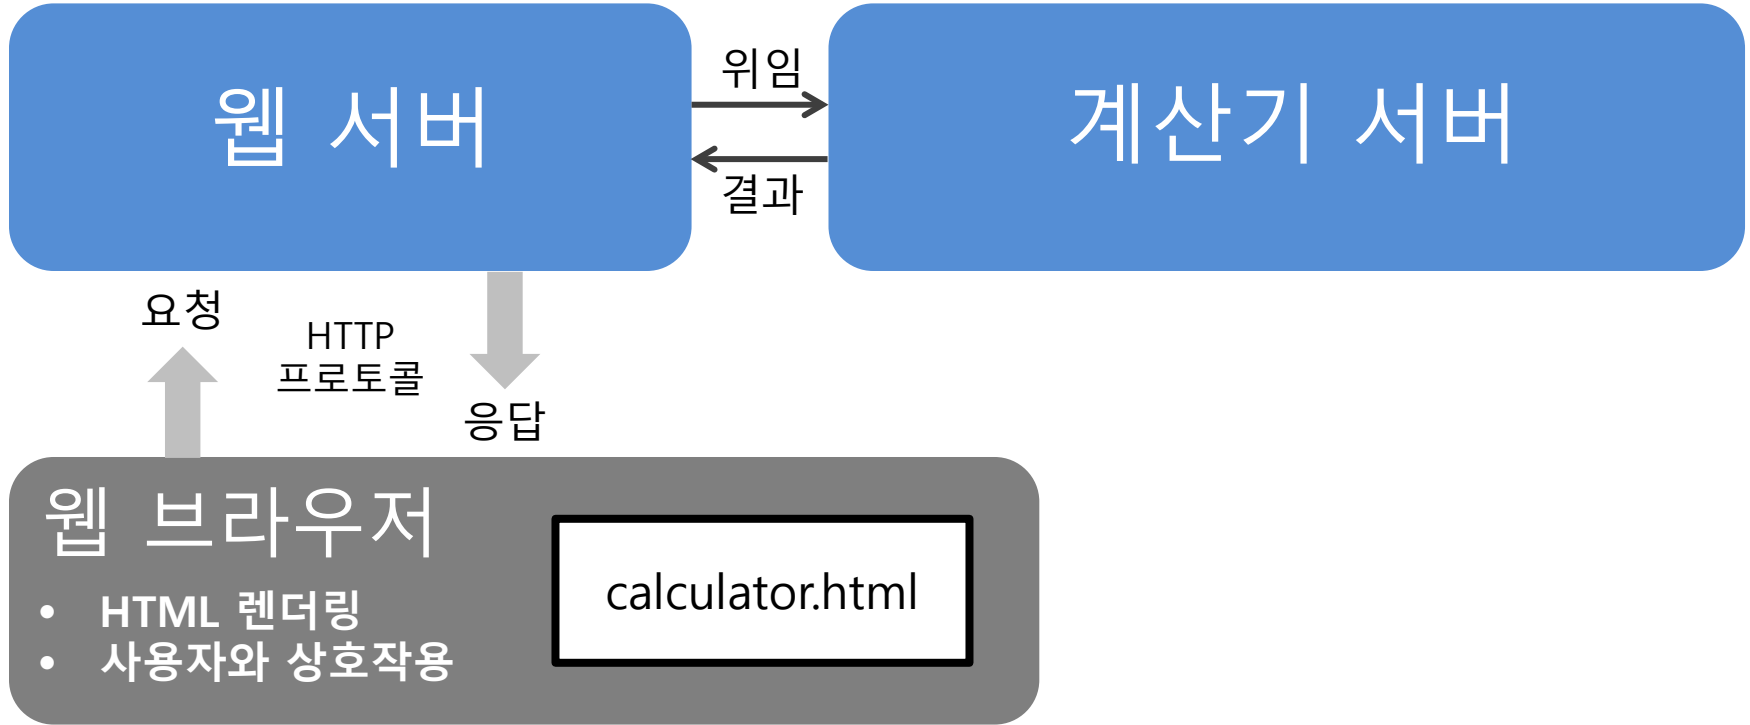 웹 서버
위임
결과
계산기 서버
요청
HTTP
프로토콜
응답
웹 브라우저
• HTML 렌더링
• 사용자와 상호작용
calculator.html